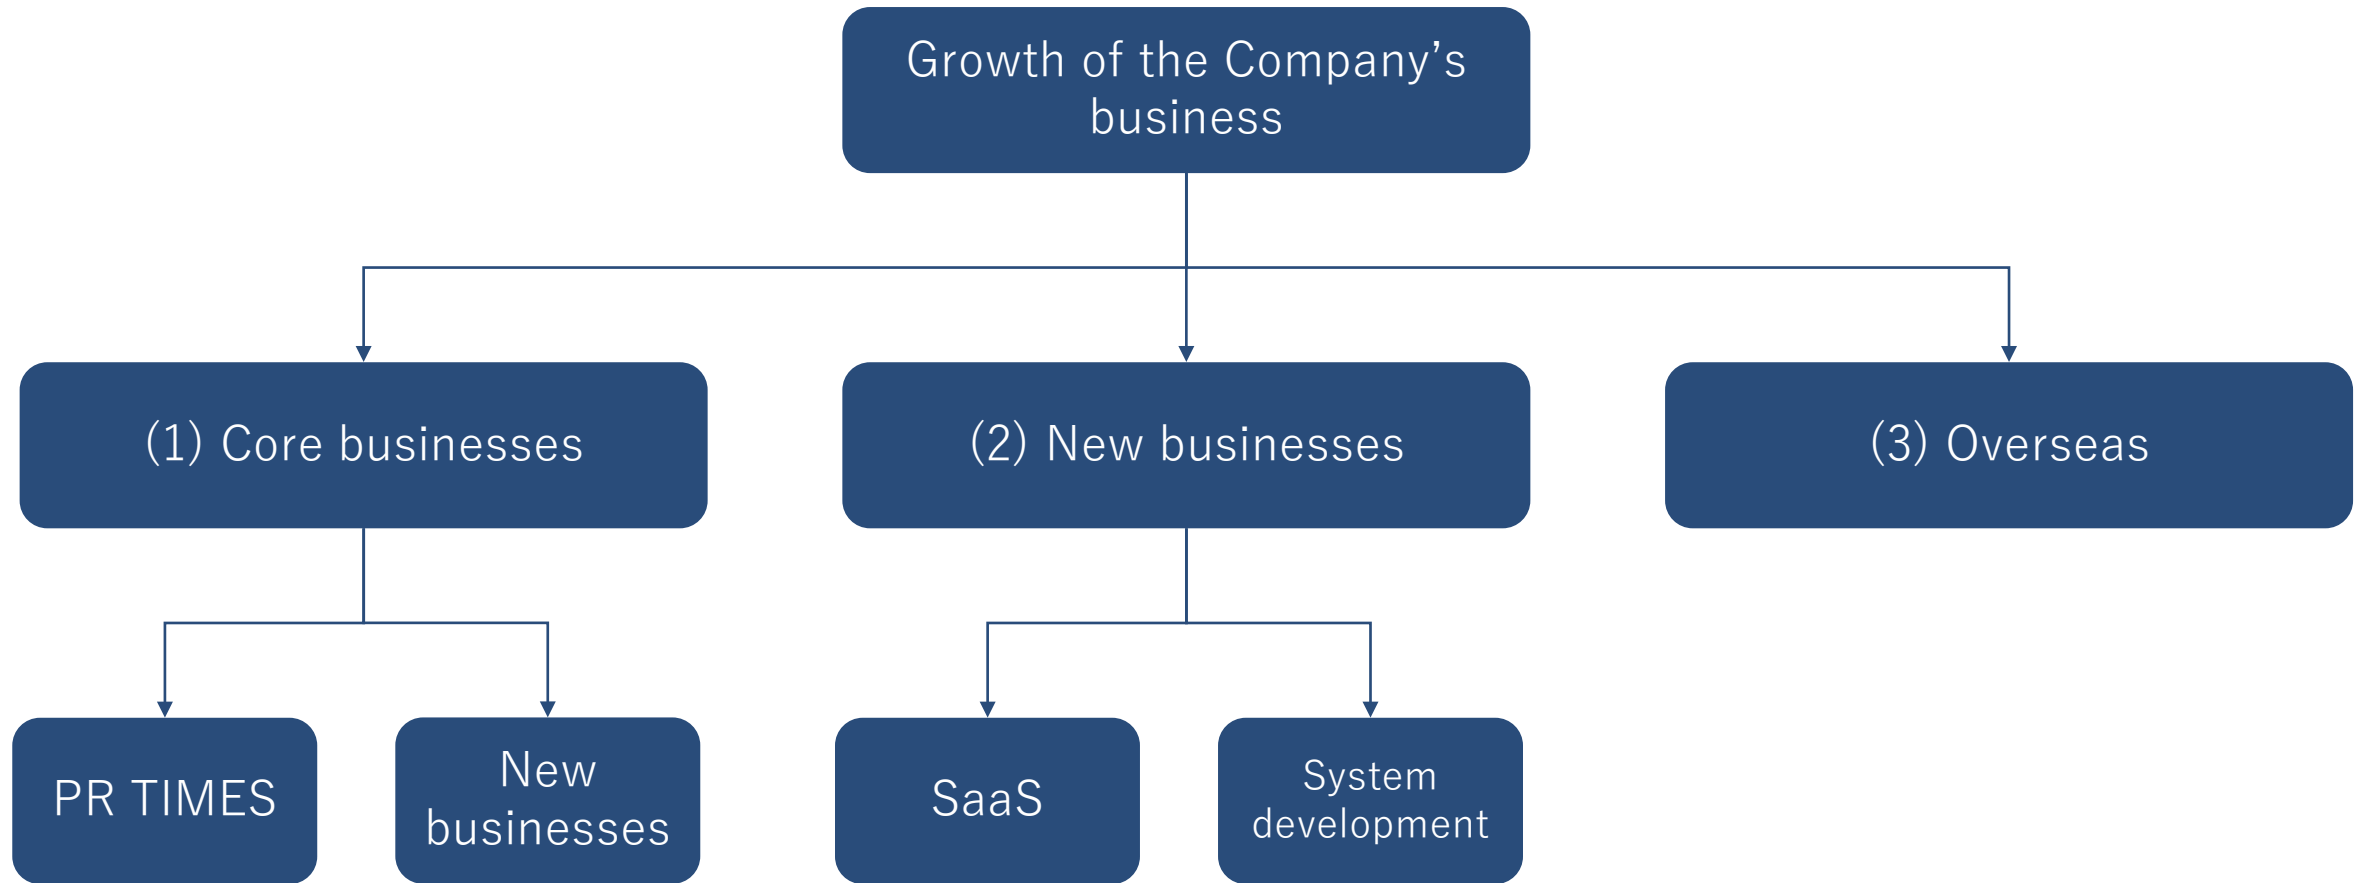 Growth of the Company’s
business
(1) Core businesses
(2) New businesses
(3) Overseas
PR TIMES
New
businesses
SaaS
System
development